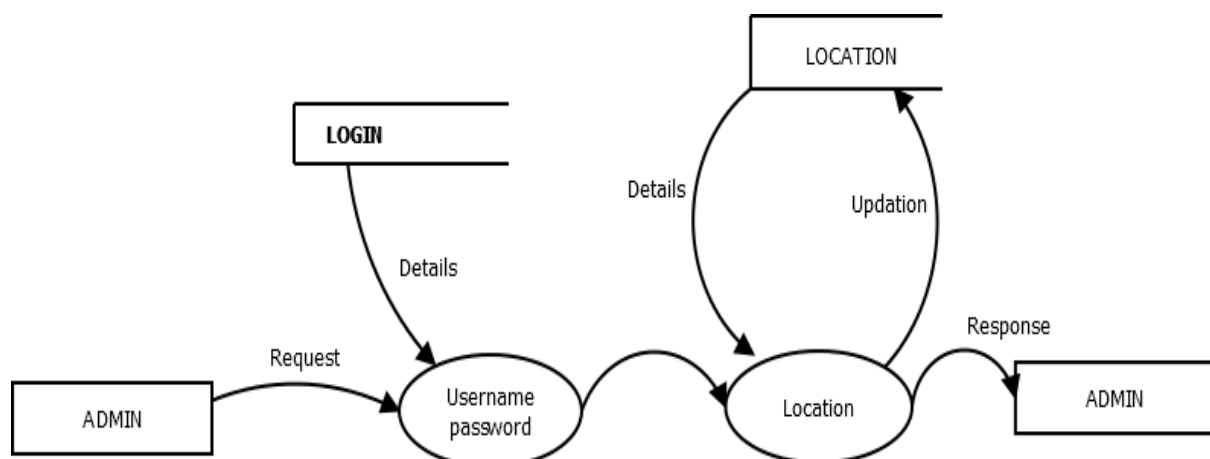 LOCATION
LOGIN
Details
Updation
Details
Response
Request
Username
password
Location
ADMIN
ADMIN